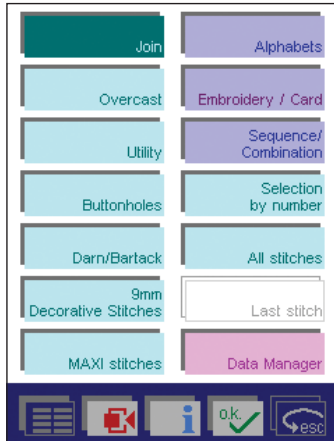 Join
Alphabets
Overcast
Embroidery / Card
Utility
Sequence/
Combination
Buttonholes
Selection
by number
Darn/Bartack
All stitches
9mm
Decorative Stitches
Last stitch
MAXI stitches
Data Manager
i
o.k.
esc